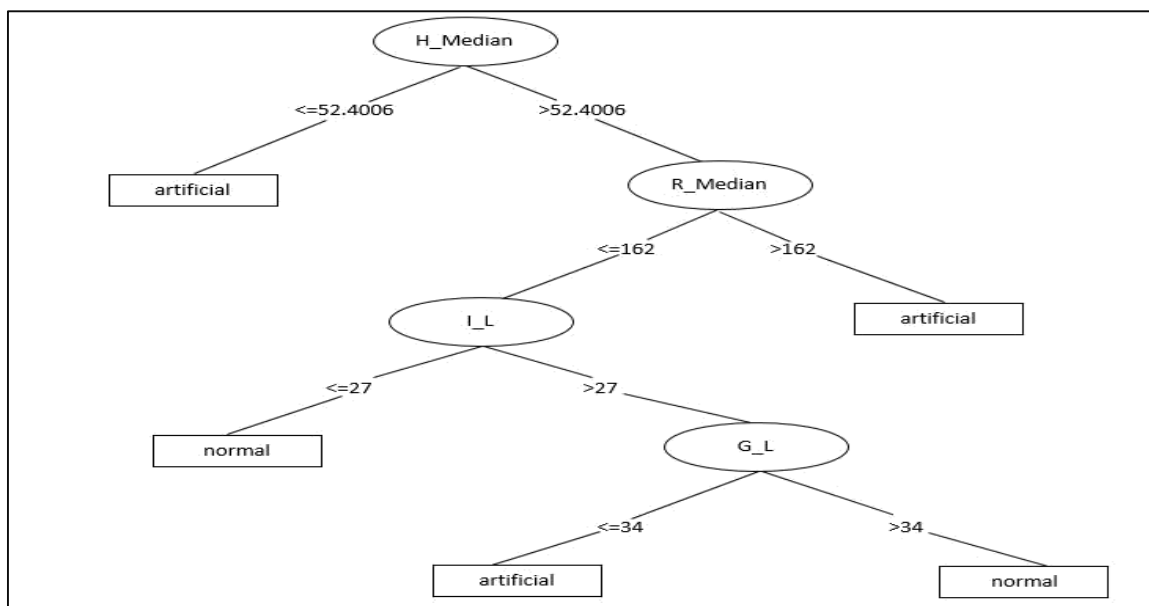 H_Median
<=52.4006
>52.4006
artificial
R_Median
<=162
>162
I_L
artificial
<=27
>27
normal
G_L
<=34
>34
artificial
normal